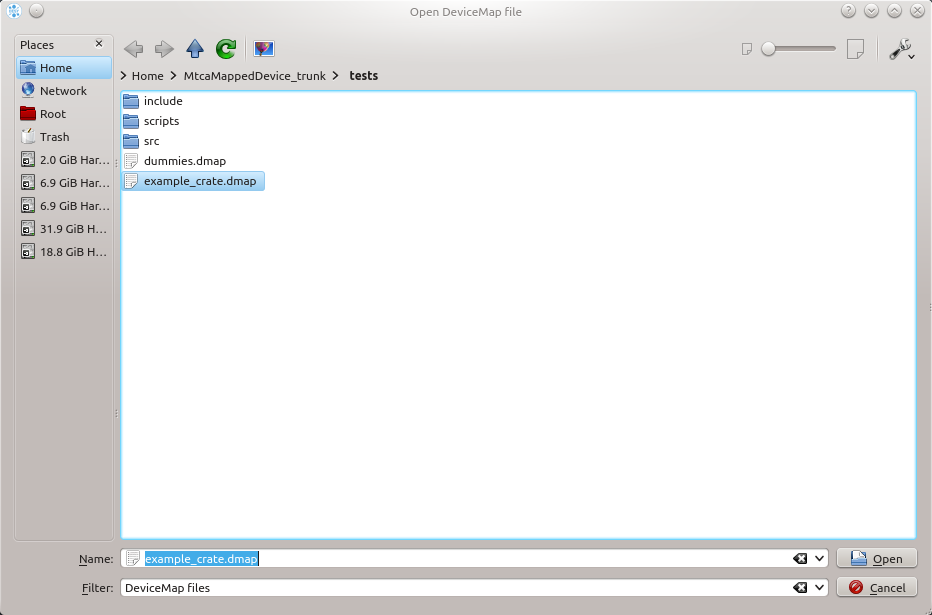 Open DeviceMap file
Places
Home
Network
Root
Trash
2.0 GiB Har...
6.9 GiB Har...
6.9 GiB Har...
31.9 GiB H...
18.8 GiB H...
> Home > MtcaMappedDevice_trunk > tests
include
scripts
src
dummies.dmap
example_crate.dmap
Name: example_crate.dmap Open
Filter: DeviceMap files Cancel